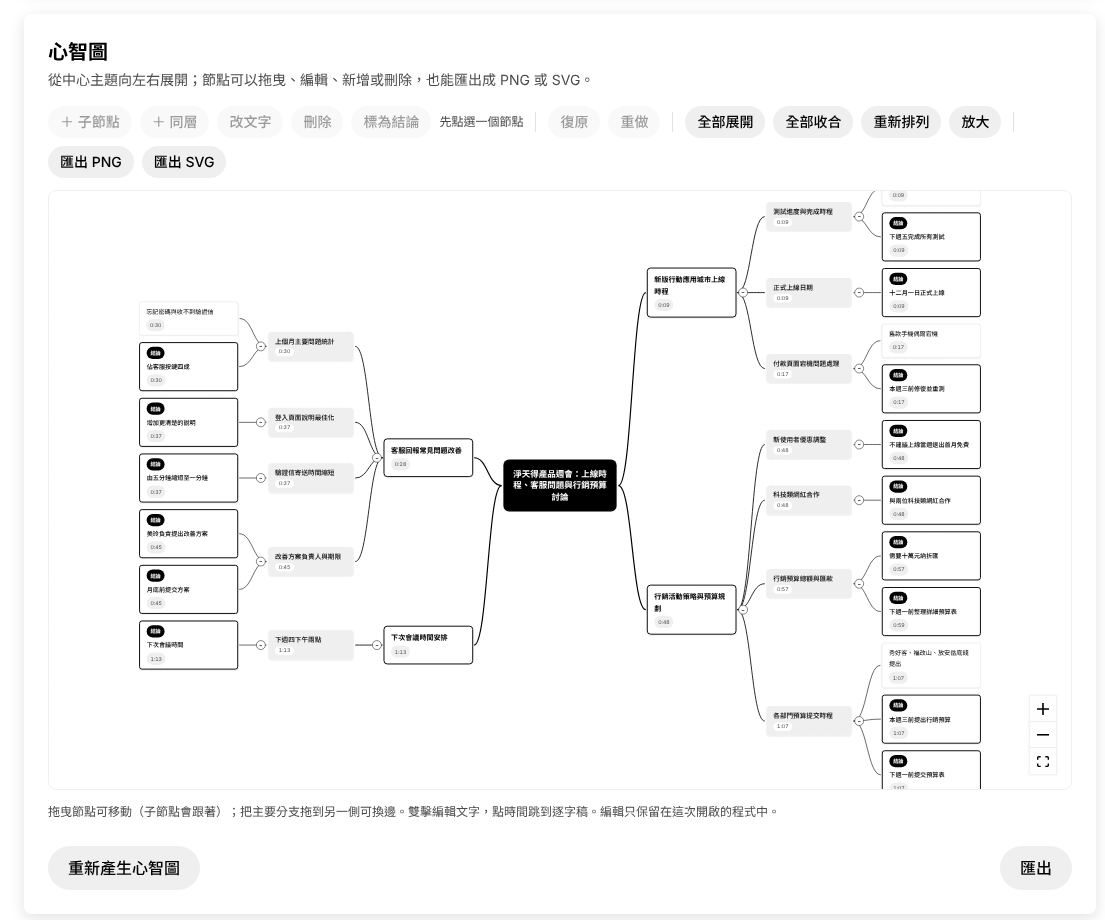 心智圖
從中心主題向左右展開；節點可以拖曳、編輯、新增或刪除，也能匯出成 PNG 或 SVG。
＋ 子節點
＋ 同層
改文字
刪除
標為結論
先點選一個節點
復原
重做
全部展開
全部收合
重新排列
放大
匯出 PNG
匯出 SVG
忘記密碼與收不到驗證信
0:30
結論
佔客服按鍵四成
0:30
上個月主要問題統計
0:30
結論
增加更清楚的說明
0:37
登入頁面說明最佳化
0:37
結論
由五分鐘縮短至一分鐘
0:37
驗證信寄送時間縮短
0:37
結論
美玲負責提出改善方案
0:45
結論
月底前提交方案
0:45
改善方案負責人與期限
0:45
結論
下次會議時間
1:13
下週四下午兩點
1:13
客服回報常見問題改善
0:28
下次會議時間安排
1:13
淨天得產品週會：上線時
程、客服問題與行銷預算
討論
新版行動應用城市上線
時程
0:09
測試進度與完成時程
0:09
0:09
結論
下週五完成所有測試
0:09
正式上線日期
0:09
結論
十二月一日正式上線
0:09
付款頁面宕機問題處理
0:17
舊款手機偶爾宕機
0:17
結論
本週三前修復並重測
0:17
行銷活動策略與預算規
劃
0:48
新使用者優惠調整
0:48
結論
不建議上線當週送出首月免費
0:48
科技類網紅合作
0:48
結論
與兩位科技類網紅合作
0:48
行銷預算總額與匯款
0:57
結論
需要十萬元納折匯
0:57
結論
下週一前整理詳細預算表
0:59
各部門預算提交時程
1:07
提出
1:07
結論
本週三前提出行銷預算
1:07
結論
下週一前提交預算表
1:07
拖曳節點可移動（子節點會跟著）；把主要分支拖到另一側可換邊。雙擊編輯文字，點時間跳到逐字稿。編輯只保留在這次開啟的程式中。
重新產生心智圖
匯出